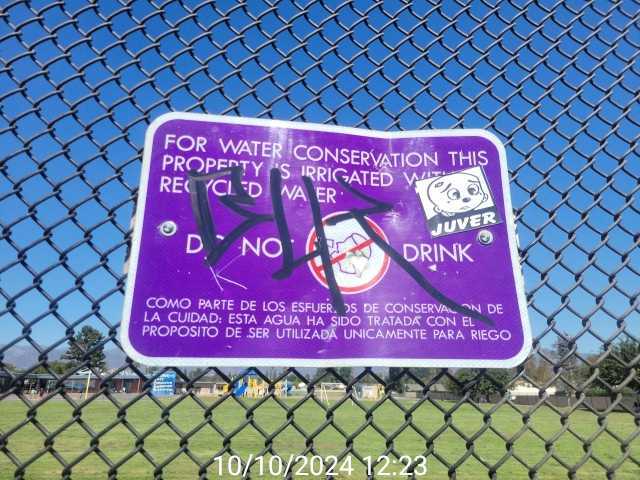 FOR WATER CONSERVATION THIS
PROPERTY IS IRRIGATED WITH
RECYCLED WATER
JUVER
DO NOT DRINK
COMO PARTE DE LOS ESFUERZOS DE CONSERVACION DE
LA CUIDAD: ESTA AGUA HA SIDO TRATADA CON EL
PROPOSITO DE SER UTILIZADA UNICAMENTE PARA RIEGO
10/10/2024 12:23